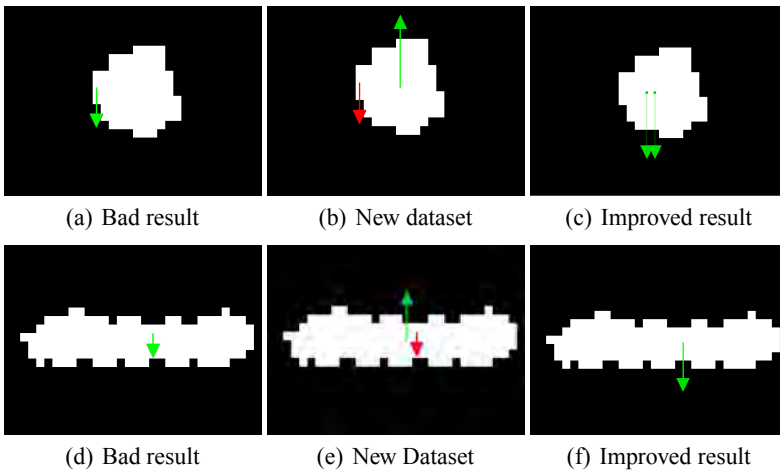 (a) Bad result
(b) New dataset
(c) Improved result
(d) Bad result
(e) New Dataset
(f) Improved result